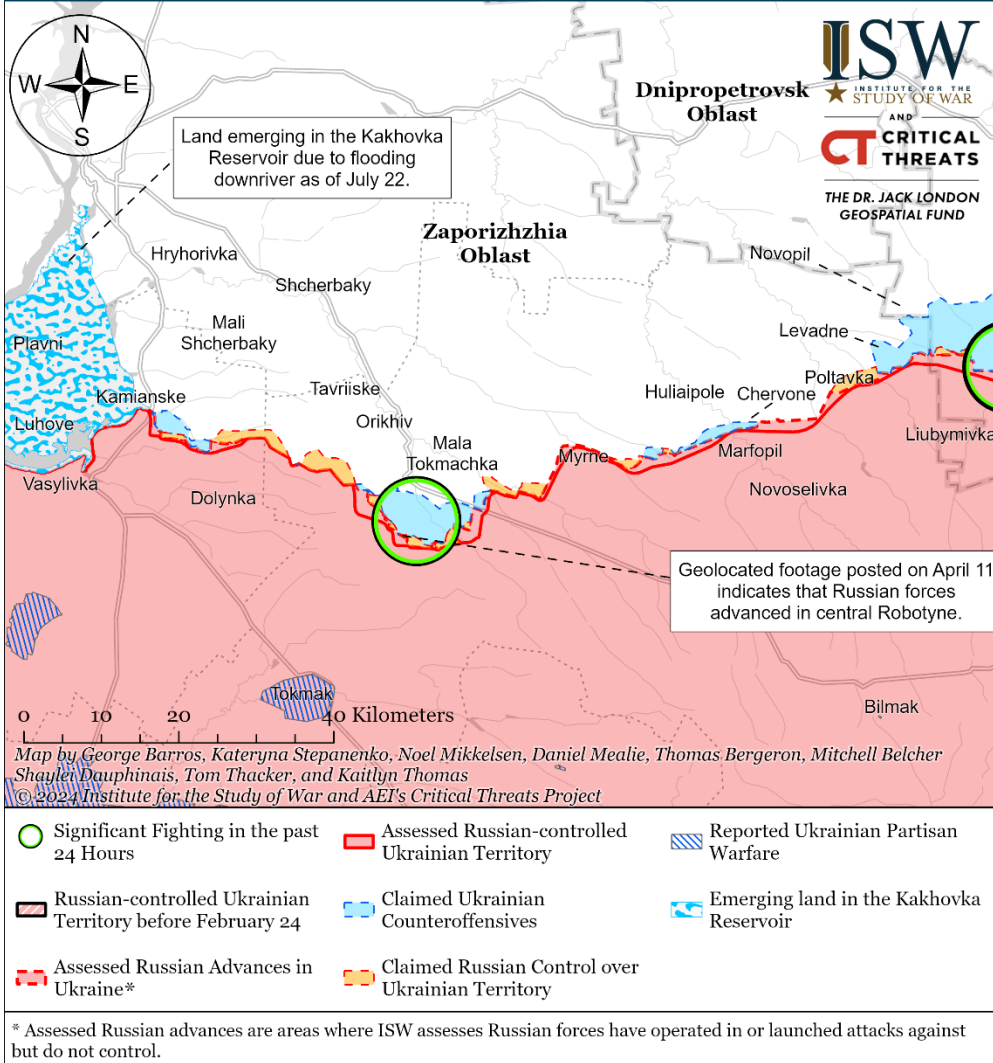 N
W E
S
ISW
INSTITUTE FOR THE
STUDY OF WAR
AND
CT CRITICAL
THREATS
THE DR. JACK LONDON
GEOSPATIAL FUND
Dnipropetrovsk
Oblast
Land emerging in the Kakhovka
Reservoir due to flooding
downriver as of July 22.
Zaporizhzhia
Oblast
Hryhorivka
Novopil
Shcherbaky
Mali
Shcherbaky
Levadne
Plavni
Poltavka
Tavriiske
Huliaipole
Chervone
Kamianske
Orikhiv
Luhove
Liubymivka
Mala
Tokmachka
Myrne
Marfopil
Vasylivka
Dolynka
Novoselivka
Geolocated footage posted on April 11
indicates that Russian forces
advanced in central Robotyne.
Tokmak
Bilmak
0 10 20 40 Kilometers
Map by George Barros, Kateryna Stepanenko, Noel Mikkelsen, Daniel Mealie, Thomas Bergeron, Mitchell Belcher
Shaylei Dauphinais, Tom Thacker, and Kaitlyn Thomas
© 2024 Institute for the Study of War and AEI's Critical Threats Project
Significant Fighting in the past
24 Hours
Russian-controlled Ukrainian
Territory before February 24
Assessed Russian Advances in
Ukraine*
Assessed Russian-controlled
Ukrainian Territory
Claimed Ukrainian
Counteroffensives
Claimed Russian Control over
Ukrainian Territory
Reported Ukrainian Partisan
Warfare
Emerging land in the Kakhovka
Reservoir
* Assessed Russian advances are areas where ISW assesses Russian forces have operated in or launched attacks against
but do not control.